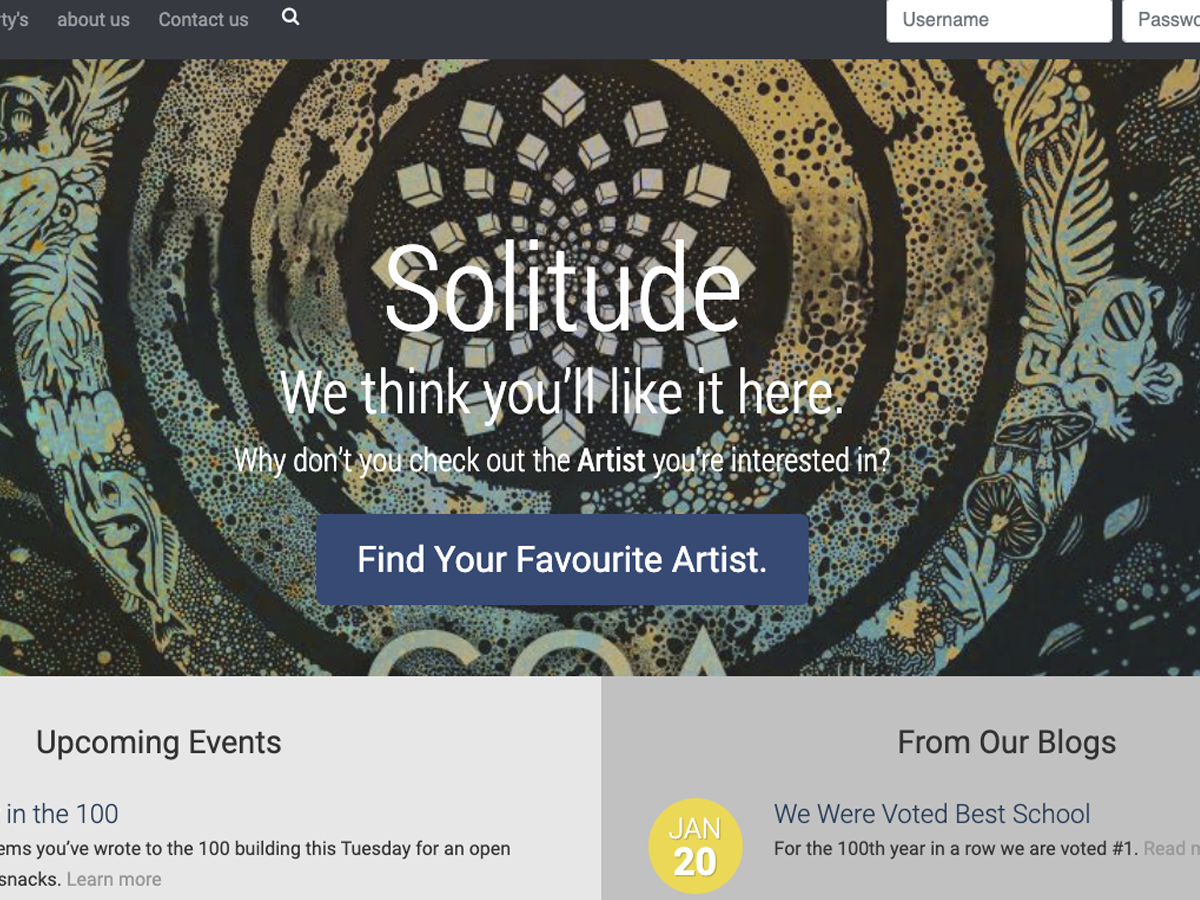 ty's about us Contact us Username Passwo
Solitude
We think you'll like it here.
Why don't you check out the Artist you're interested in?
Find Your Favourite Artist.
GOA
Upcoming Events
in the 100
ems you've wrote to the 100 building this Tuesday for an open
snacks. Learn more
From Our Blogs
JAN
20
We Were Voted Best School
For the 100th year in a row we are voted #1. Read m